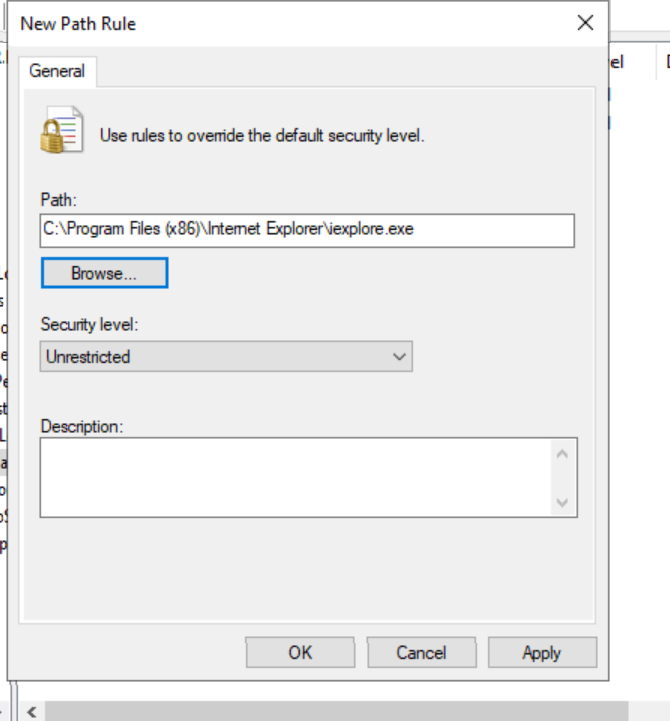 New Path Rule
General
Use rules to override the default security level.
Path:
C:\Program Files (x86)\Internet Explorer\iexplore.exe
Browse...
Security level:
Unrestricted
Description:
OK
Cancel
Apply